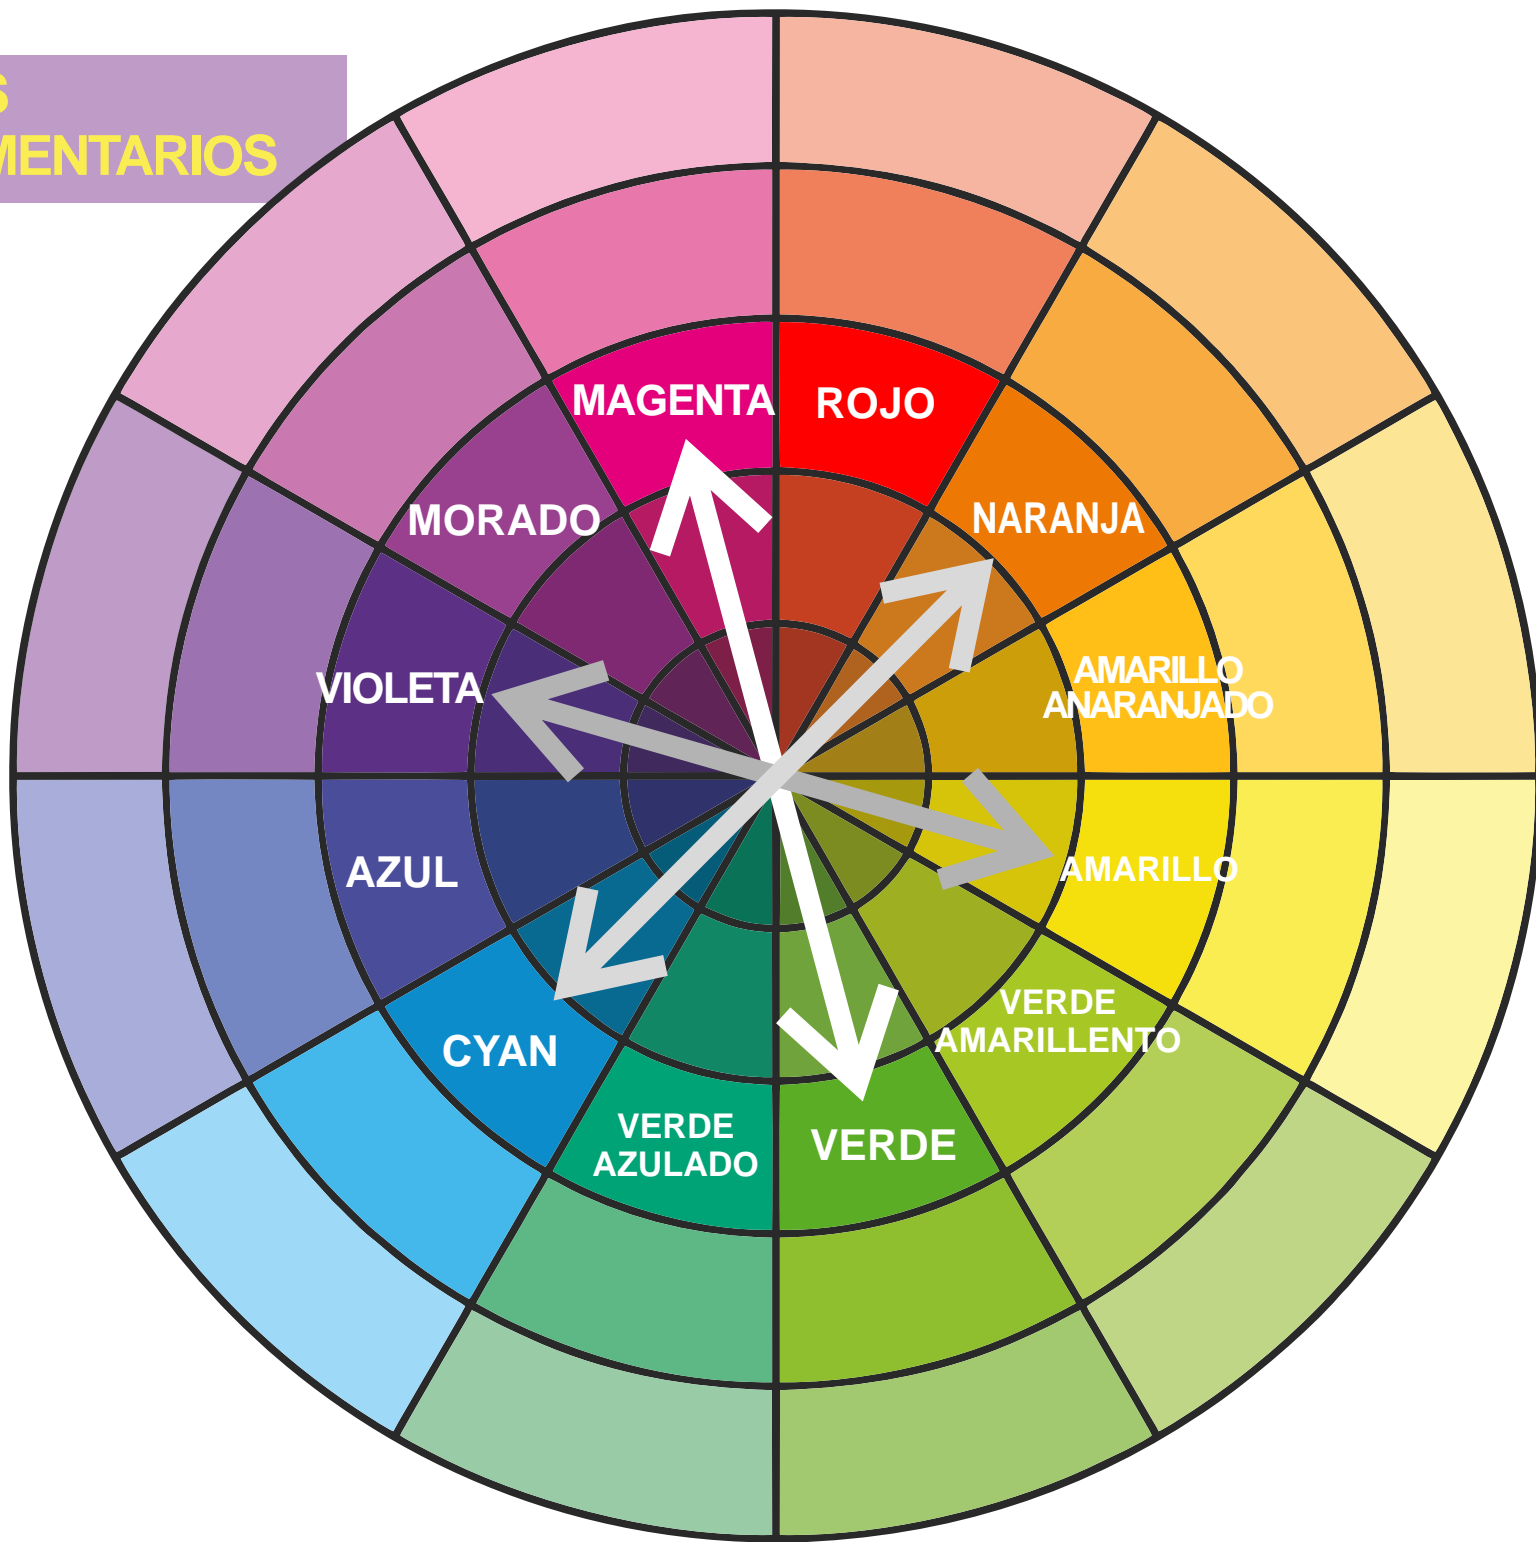 S
MENTARIOS
MAGENTA
ROJO
MORADO
NARANJA
VIOLETA
AMARILLO
ANARANJADO
AZUL
AMARILLO
CYAN
VERDE
AMARILLENTO
VERDE
AZULADO
VERDE